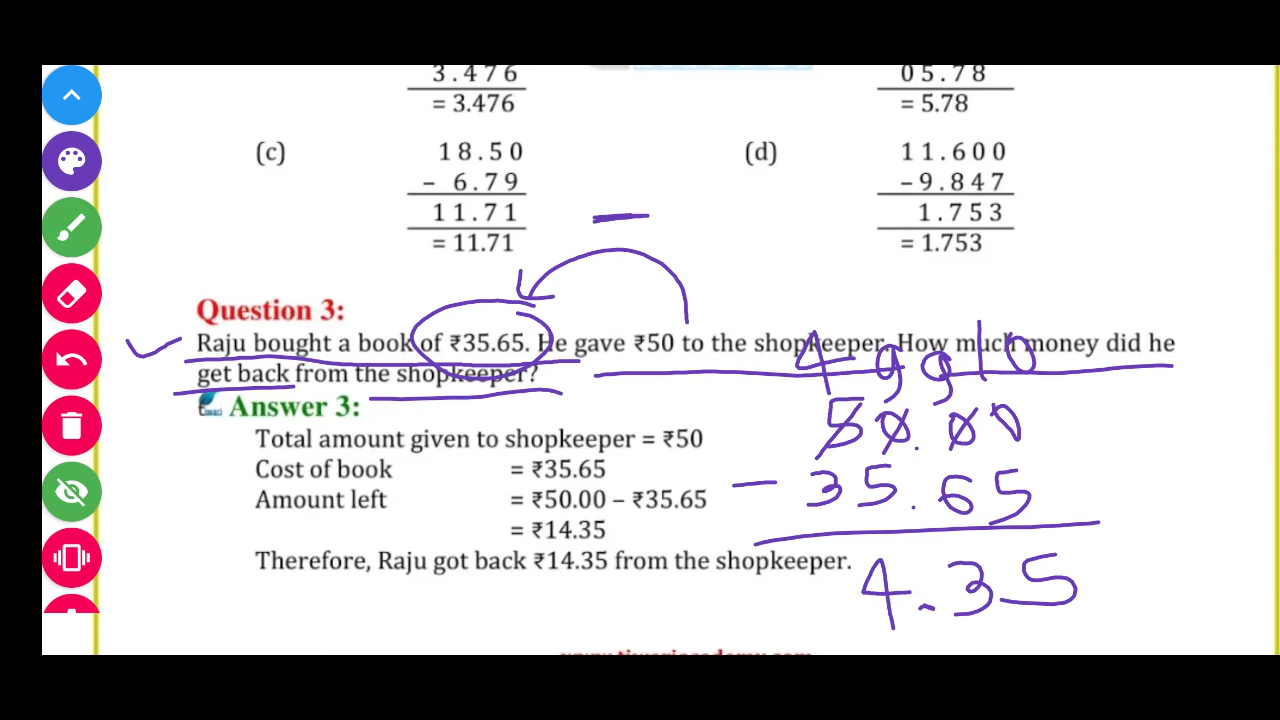 3.476 05.78
= 3.476 = 5.78
(c) 18.50 (d) 11.600
– 6.79 – 9.847
11.71 1.753
= 11.71 = 1.753
Question 3:
Raju bought a book of ₹35.65. He gave ₹50 to the shopkeeper. How much money did he
get back from the shopkeeper?
4 9 9 10
Answer 3:
50.00
Total amount given to shopkeeper = ₹50
Cost of book = ₹35.65
– 35.65
Amount left = ₹50.00 – ₹35.65
= ₹14.35
Therefore, Raju got back ₹14.35 from the shopkeeper.
4.35